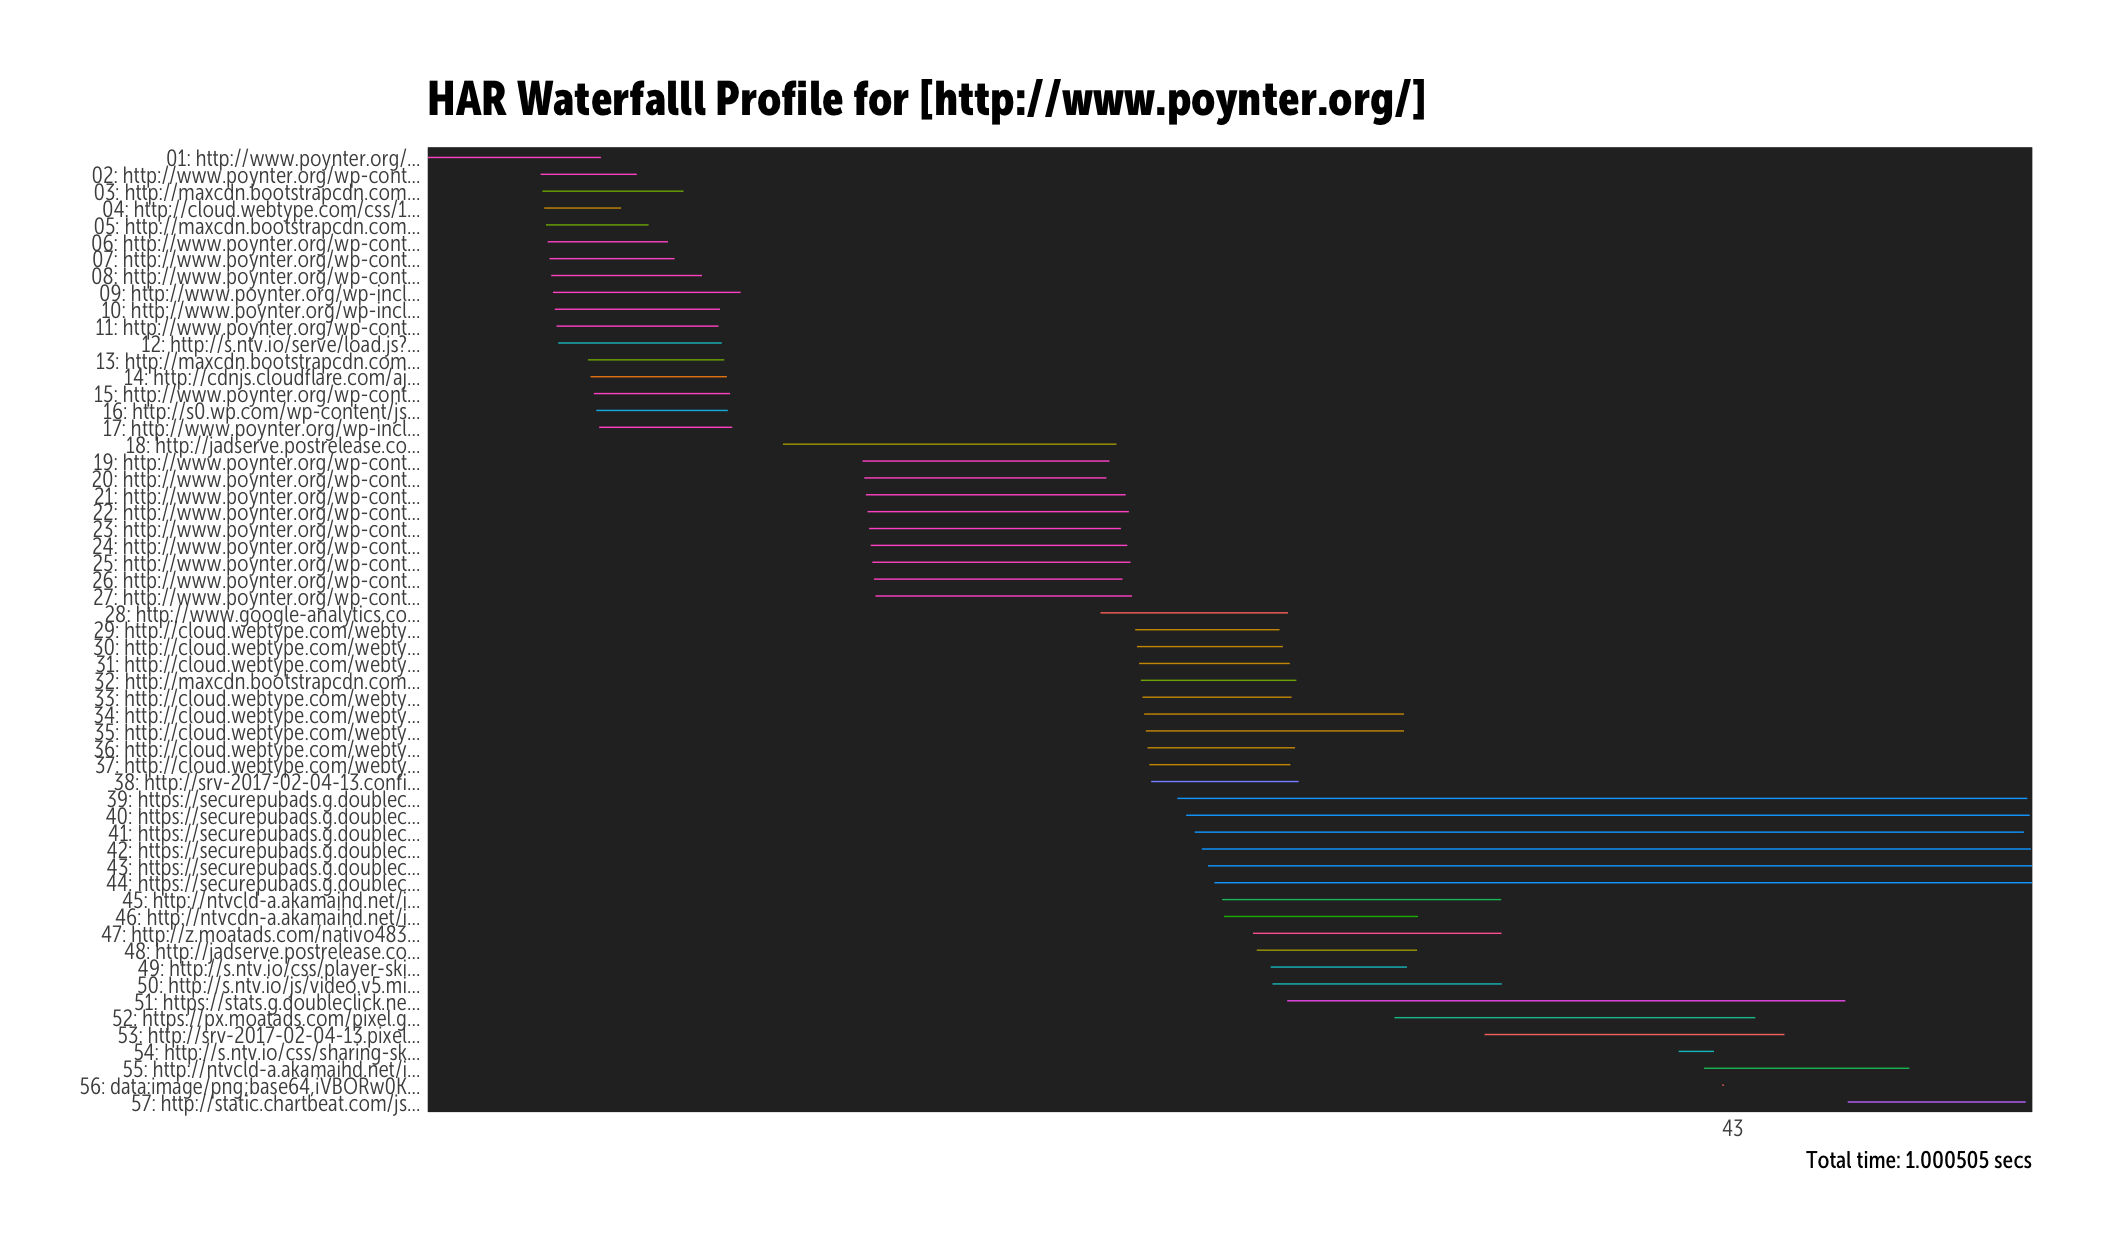 HAR Waterfalll Profile for [http://www.poynter.org/]
01: http://www.poynter.org/...
02: http://www.poynter.org/wp-cont...
03: http://maxcdn.bootstrapcdn.com...
04: http://cloud.webtype.com/css/1...
05: http://maxcdn.bootstrapcdn.com...
06: http://www.poynter.org/wp-cont...
07: http://www.poynter.org/wp-cont...
08: http://www.poynter.org/wp-cont...
09: http://www.poynter.org/wp-incl...
10: http://www.poynter.org/wp-incl...
11: http://www.poynter.org/wp-cont...
12: http://s.ntv.io/serve/load.js?...
13: http://maxcdn.bootstrapcdn.com...
14: http://cdnjs.cloudflare.com/aj...
15: http://www.poynter.org/wp-cont...
16: http://s0.wp.com/wp-content/js...
17: http://www.poynter.org/wp-incl...
18: http://jadserve.postrelease.co...
19: http://www.poynter.org/wp-cont...
20: http://www.poynter.org/wp-cont...
21: http://www.poynter.org/wp-cont...
22: http://www.poynter.org/wp-cont...
23: http://www.poynter.org/wp-cont...
24: http://www.poynter.org/wp-cont...
25: http://www.poynter.org/wp-cont...
26: http://www.poynter.org/wp-cont...
27: http://www.poynter.org/wp-cont...
28: http://www.google-analytics.co...
29: http://cloud.webtype.com/webty...
30: http://cloud.webtype.com/webty...
31: http://cloud.webtype.com/webty...
32: http://maxcdn.bootstrapcdn.com...
33: http://cloud.webtype.com/webty...
34: http://cloud.webtype.com/webty...
35: http://cloud.webtype.com/webty...
36: http://cloud.webtype.com/webty...
37: http://cloud.webtype.com/webty...
38: http://srv-2017-02-04-13.confi...
39: https://securepubads.g.doublec...
40: https://securepubads.g.doublec...
41: https://securepubads.g.doublec...
42: https://securepubads.g.doublec...
43: https://securepubads.g.doublec...
44: https://securepubads.g.doublec...
45: http://ntvcld-a.akamaihd.net/i...
46: http://ntvcdn-a.akamaihd.net/j...
47: http://z.moatads.com/nativo483...
48: http://jadserve.postrelease.co...
49: http://s.ntv.io/css/player-ski...
50: http://s.ntv.io/js/video.v5.mi...
51: https://stats.g.doubleclick.ne...
52: https://px.moatads.com/pixel.g...
53: http://srv-2017-02-04-13.pixel...
54: http://s.ntv.io/css/sharing-sk...
55: http://ntvcld-a.akamaihd.net/i...
56: data:image/png;base64,iVBORw0K...
57: http://static.chartbeat.com/js...
43
Total time: 1.000505 secs